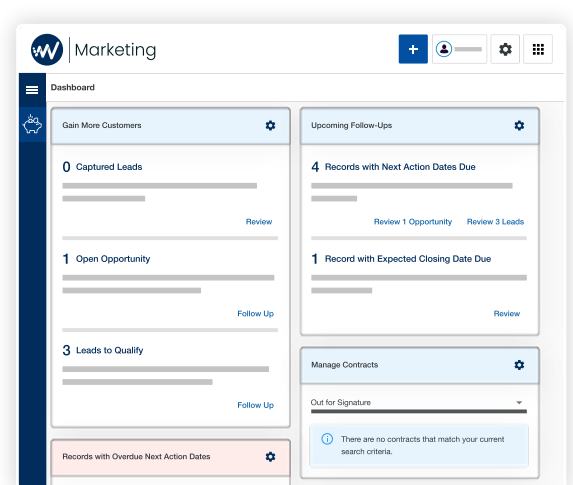 W Marketing
+
Dashboard
Gain More Customers
0 Captured Leads
Review
1 Open Opportunity
Follow Up
3 Leads to Qualify
Follow Up
Records with Overdue Next Action Dates
Upcoming Follow-Ups
4 Records with Next Action Dates Due
Review 1 Opportunity Review 3 Leads
1 Record with Expected Closing Date Due
Review
Manage Contracts
Out for Signature
There are no contracts that match your current
search criteria.